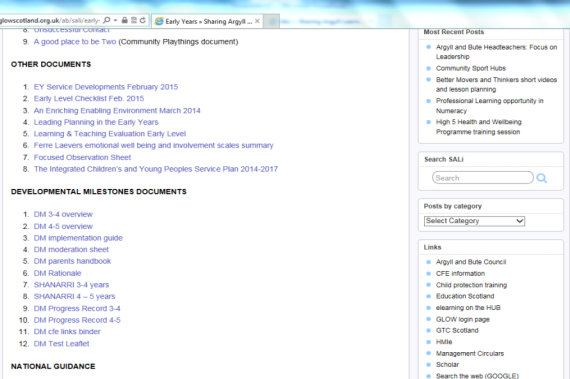 glowscotland.org.uk/ab/sali/early-
Early Years » Sharing Argyll ...
8. Unsuccessful Contact
9. A good place to be Two (Community Playthings document)
OTHER DOCUMENTS
1. EY Service Developments February 2015
2. Early Level Checklist Feb. 2015
3. An Enriching Enabling Environment March 2014
4. Leading Planning in the Early Years
5. Learning & Teaching Evaluation Early Level
6. Ferre Laevers emotional well being and involvement scales summary
7. Focused Observation Sheet
8. The Integrated Children's and Young Peoples Service Plan 2014-2017
DEVELOPMENTAL MILESTONES DOCUMENTS
1. DM 3-4 overview
2. DM 4-5 overview
3. DM implementation guide
4. DM moderation sheet
5. DM parents handbook
6. DM Rationale
7. SHANARRI 3-4 years
8. SHANARRI 4 – 5 years
9. DM Progress Record 3-4
10. DM Progress Record 4-5
11. DM cfe links binder
12. DM Test Leaflet
NATIONAL GUIDANCE
Most Recent Posts
Argyll and Bute Headteachers: Focus on
Leadership
Community Sport Hubs
Better Movers and Thinkers short videos
and lesson planning
Professional Learning opportunity in
Numeracy
High 5 Health and Wellbeing
Programme training session
Search SALi
Search
Posts by category
Select Category
Links
Argyll and Bute Council
CFE information
Child protection training
Education Scotland
elearning on the HUB
GLOW login page
GTC Scotland
HMIe
Management Circulars
Scholar
Search the web (GOOGLE)